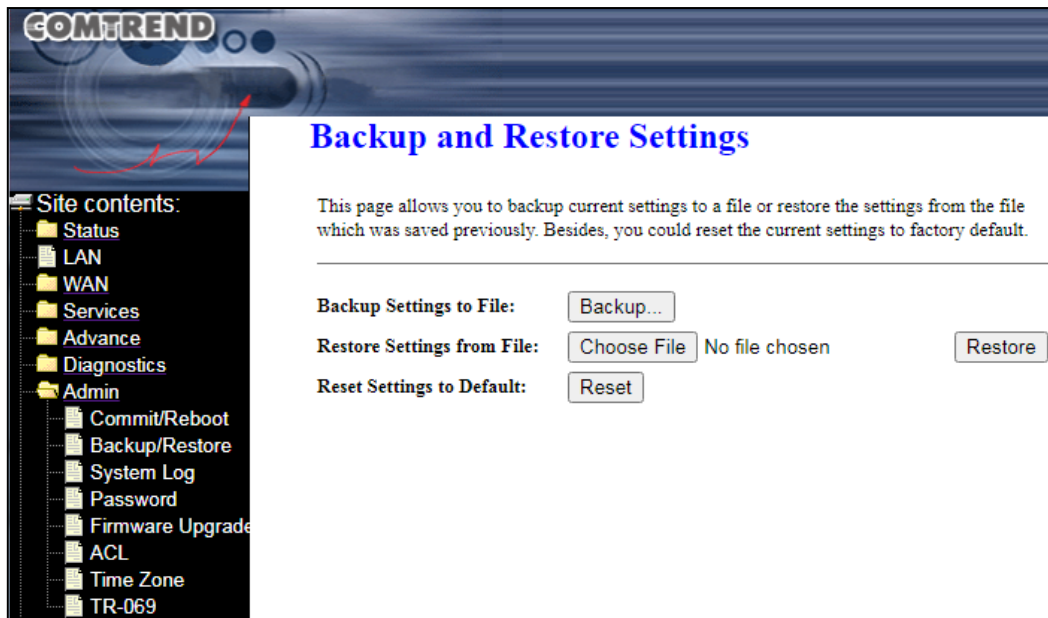 COMTREND
Backup and Restore Settings
This page allows you to backup current settings to a file or restore the settings from the file
which was saved previously. Besides, you could reset the current settings to factory default.
Backup Settings to File: Backup...
Restore Settings from File: Choose File No file chosen Restore
Reset Settings to Default: Reset
Site contents:
Status
LAN
WAN
Services
Advance
Diagnostics
Admin
Commit/Reboot
Backup/Restore
System Log
Password
Firmware Upgrade
ACL
Time Zone
TR-069